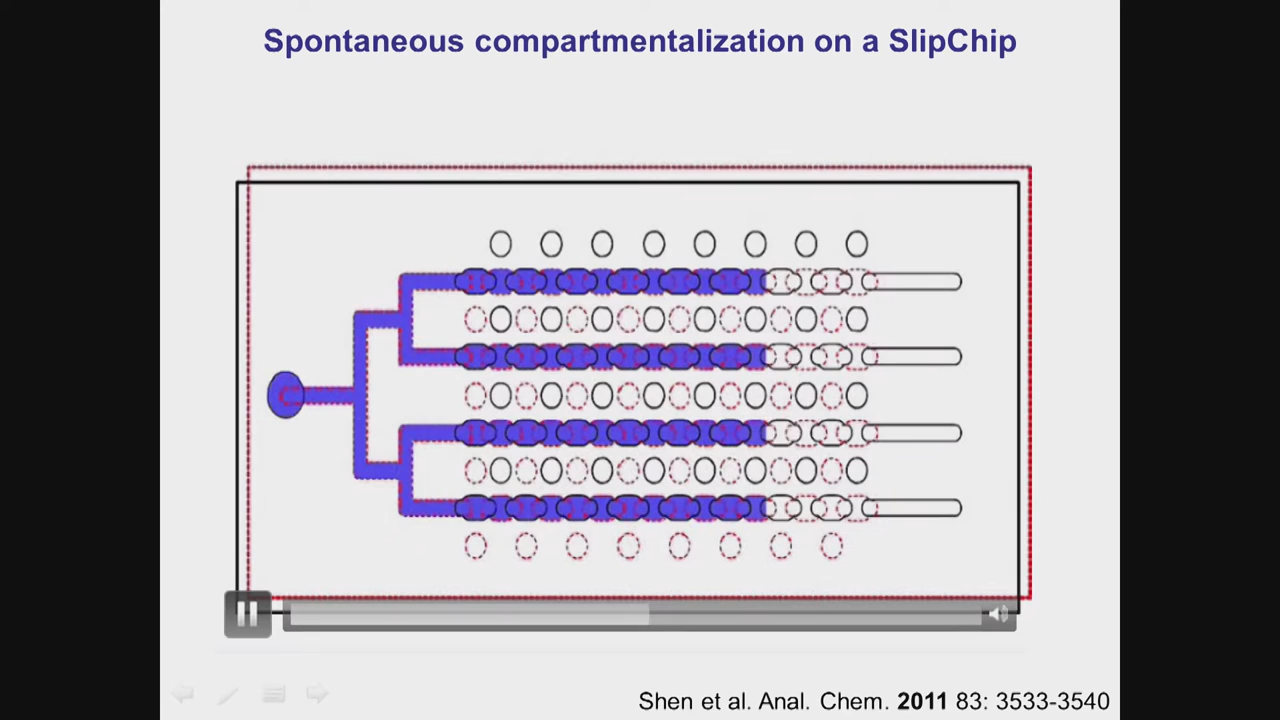 Spontaneous compartmentalization on a SlipChip
Shen et al. Anal. Chem. 2011 83: 3533-3540